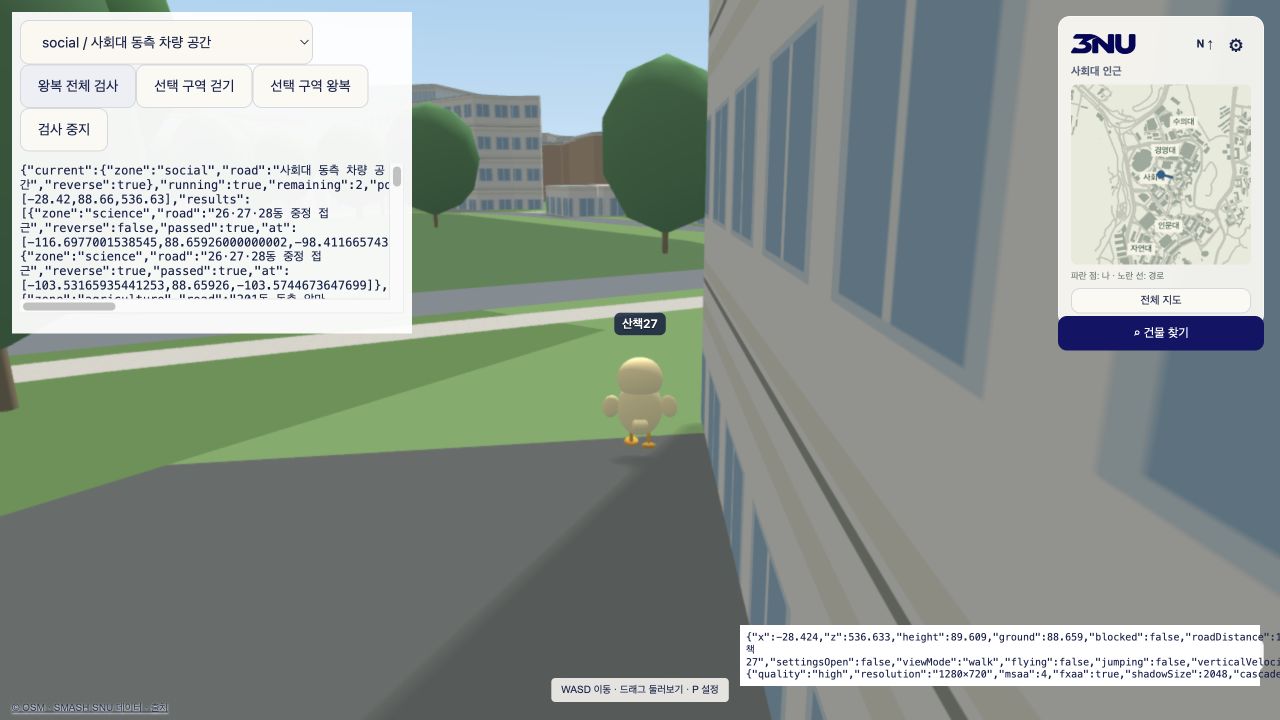 social / 사회대 동측 차량 공간
왕복 전체 검사
선택 구역 걷기
선택 구역 왕복
검사 중지
{"current":{"zone":"social","road":"사회대 동측 차량 공
간","reverse":true},"running":true,"remaining":2,"po
[-28.42,88.66,536.63],"results":
[{"zone":"science","road":"26·27·28동 중정 접
근","reverse":false,"passed":true,"at":
[-116.6977001538545,88.65926000000002,-98.411665743
{"zone":"science","road":"26·27·28동 중정 접
근","reverse":true,"passed":true,"at":
[-103.53165935441253,88.65926,-103.5744673647699]},
3NU
N ↑
사회대 인근
수의대
경영대
사회
인문대
자연대
파란 점: 나 · 노란 선: 경로
전체 지도
건물 찾기
산책27
{"x":-28.424,"z":536.633,"height":89.609,"ground":88.659,"blocked":false,"roadDistance":1
책
27","settingsOpen":false,"viewMode":"walk","flying":false,"jumping":false,"verticalVeloci
{"quality":"high","resolution":"1280×720","msaa":4,"fxaa":true,"shadowSize":2048,"cascade
WASD 이동 · 드래그 둘러보기 · P 설정
© OSM · SMASH SNU 데이터 · 출처